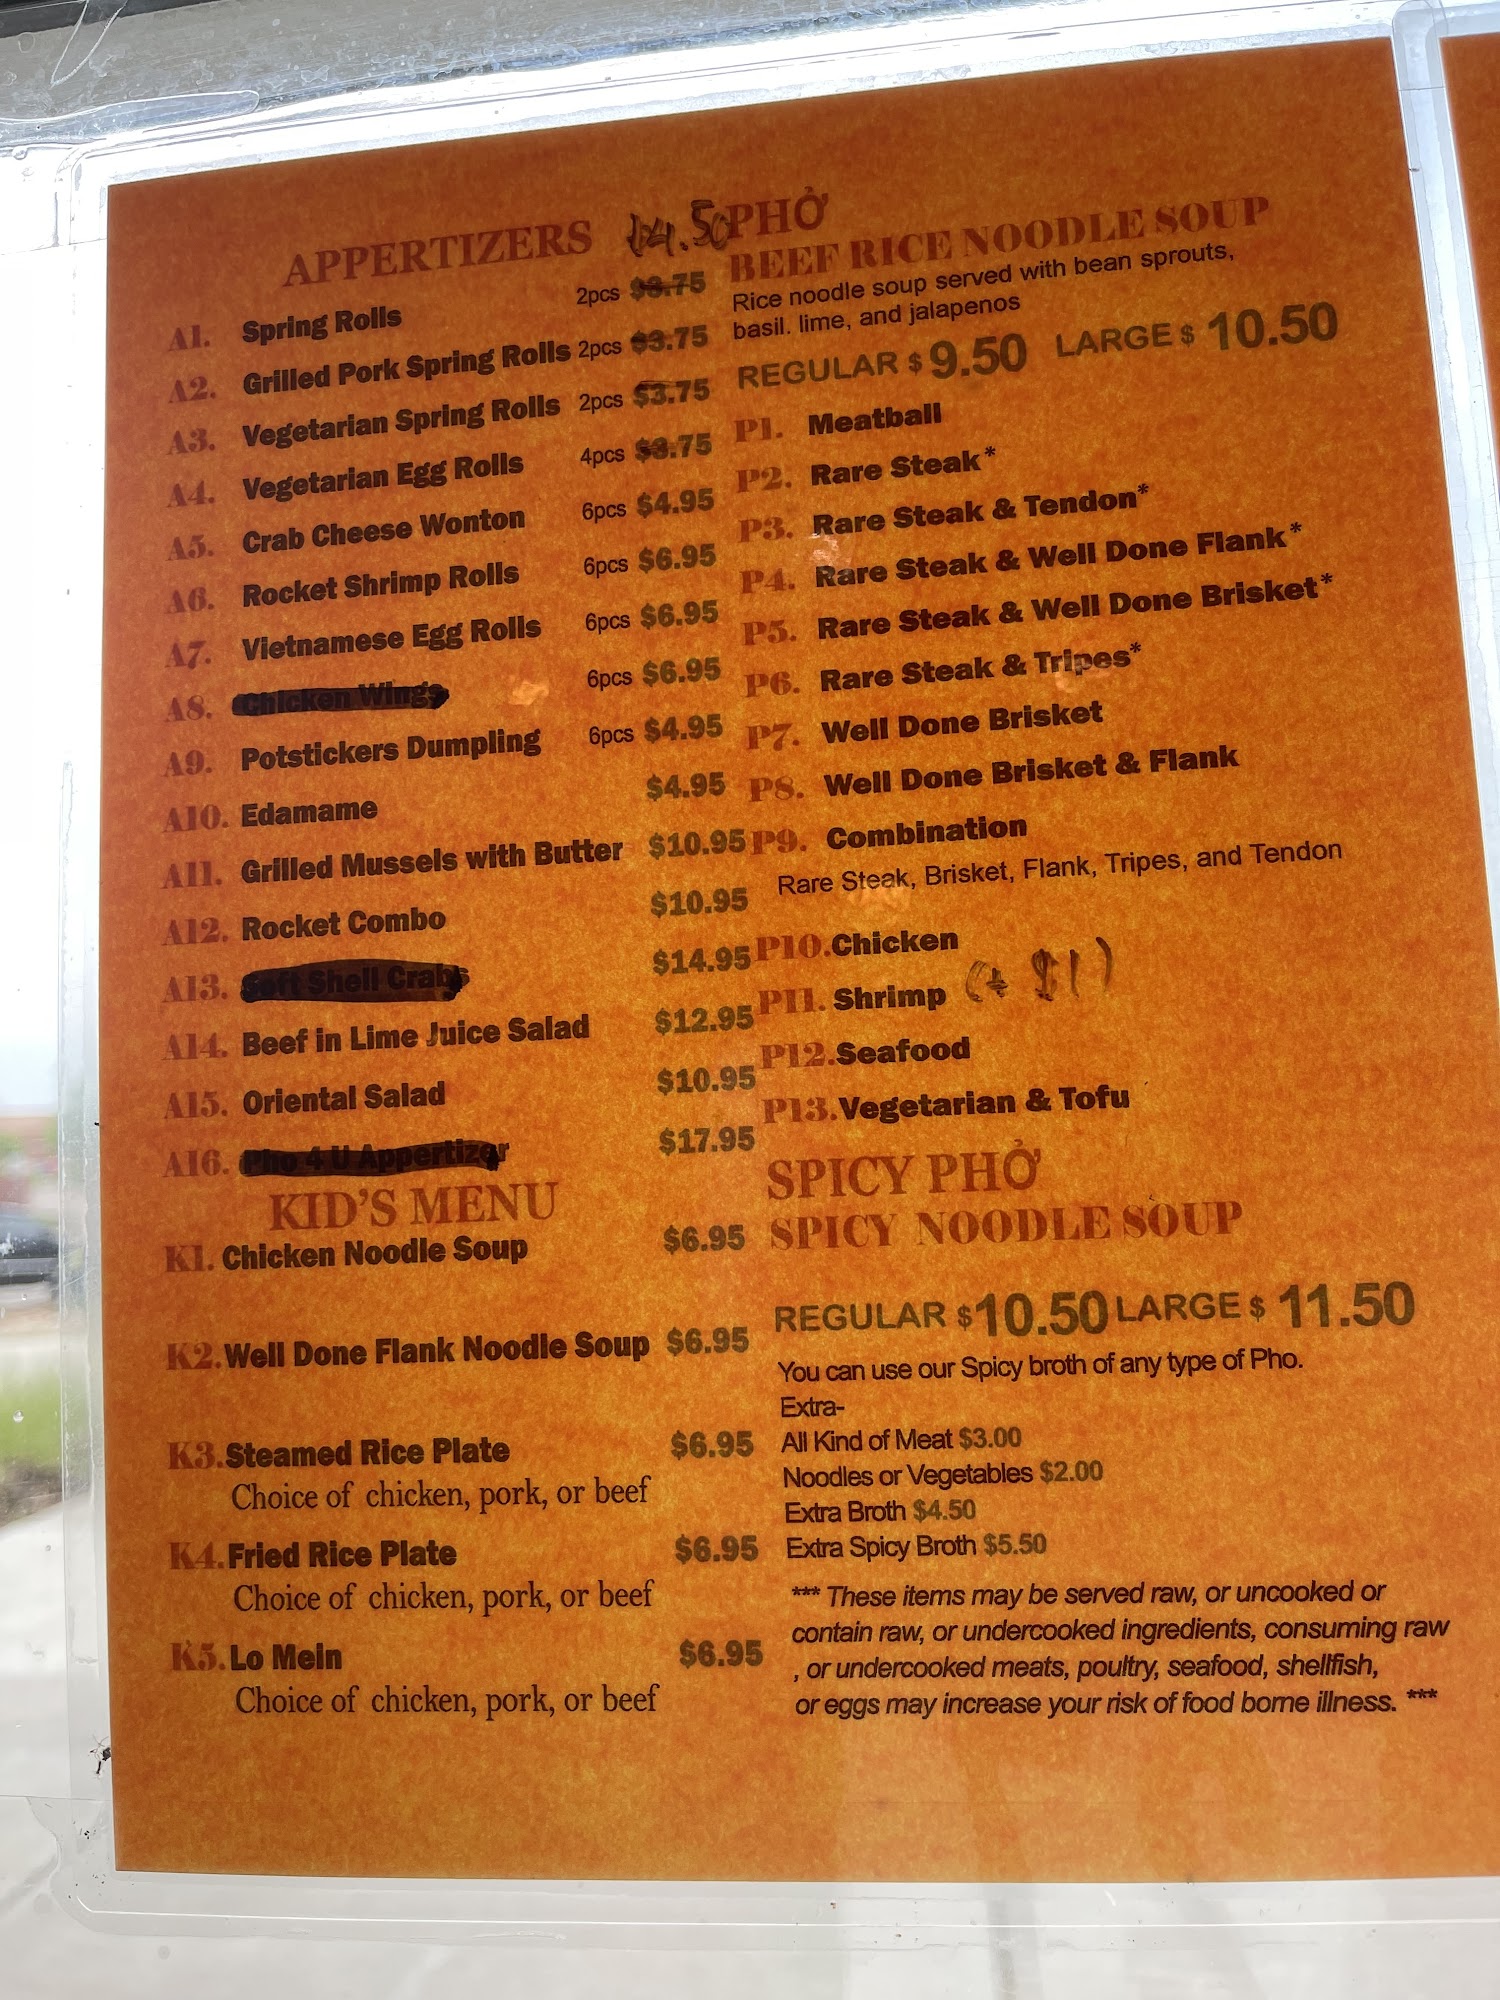 APPERTIZERS
A1. Spring Rolls 2pcs $3.75
A2. Grilled Pork Spring Rolls 2pcs $3.75
A3. Vegetarian Spring Rolls 2pcs $3.75
A4. Vegetarian Egg Rolls 4pcs $3.75
A5. Crab Cheese Wonton 6pcs $4.95
A6. Rocket Shrimp Rolls 6pcs $6.95
A7. Vietnamese Egg Rolls 6pcs $6.95
A8. Chicken Wings 6pcs $6.95
A9. Potstickers Dumpling 6pcs $4.95
A10. Edamame $4.95
A11. Grilled Mussels with Butter $10.95
A12. Rocket Combo $10.95
A13. Soft Shell Crabs $14.95
A14. Beef in Lime Juice Salad $12.95
A15. Oriental Salad $10.95
A16. Pho 4 U Appertizer $17.95
KID'S MENU
K1. Chicken Noodle Soup $6.95
K2. Well Done Flank Noodle Soup $6.95
K3. Steamed Rice Plate $6.95
Choice of chicken, pork, or beef
K4. Fried Rice Plate $6.95
Choice of chicken, pork, or beef
K5. Lo Mein $6.95
Choice of chicken, pork, or beef
PHỞ
BEEF RICE NOODLE SOUP
Rice noodle soup served with bean sprouts,
basil. lime, and jalapenos
REGULAR $ 9.50 LARGE $ 10.50
P1. Meatball
P2. Rare Steak*
P3. Rare Steak & Tendon*
P4. Rare Steak & Well Done Flank*
P5. Rare Steak & Well Done Brisket*
P6. Rare Steak & Tripes*
P7. Well Done Brisket
P8. Well Done Brisket & Flank
P9. Combination
Rare Steak, Brisket, Flank, Tripes, and Tendon
P10. Chicken
P11. Shrimp (+ $1)
P12. Seafood
P13. Vegetarian & Tofu
SPICY PHỞ
SPICY NOODLE SOUP
REGULAR $10.50 LARGE $ 11.50
You can use our Spicy broth of any type of Pho.
Extra-
All Kind of Meat $3.00
Noodles or Vegetables $2.00
Extra Broth $4.50
Extra Spicy Broth $5.50
*** These items may be served raw, or uncooked or
contain raw, or undercooked ingredients, consuming raw
, or undercooked meats, poultry, seafood, shellfish,
or eggs may increase your risk of food borne illness. ***